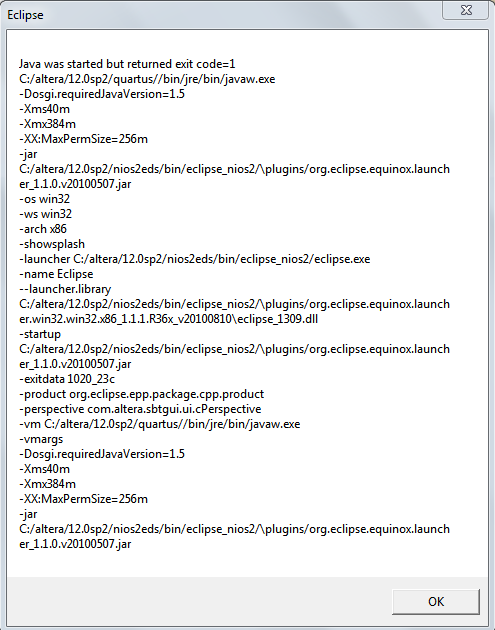 Eclipse
Java was started but returned exit code=1
C:/altera/12.0sp2/quartus//bin/jre/bin/javaw.exe
-Dosgi.requiredJavaVersion=1.5
-Xms40m
-Xmx384m
-XX:MaxPermSize=256m
-jar
C:/altera/12.0sp2/nios2eds/bin/eclipse_nios2/\plugins/org.eclipse.equinox.launch
er_1.1.0.v20100507.jar
-os win32
-ws win32
-arch x86
-showsplash
-launcher C:/altera/12.0sp2/nios2eds/bin/eclipse_nios2/eclipse.exe
-name Eclipse
--launcher.library
C:/altera/12.0sp2/nios2eds/bin/eclipse_nios2/\plugins/org.eclipse.equinox.launch
er.win32.win32.x86_1.1.1.R36x_v20100810\eclipse_1309.dll
-startup
C:/altera/12.0sp2/nios2eds/bin/eclipse_nios2/\plugins/org.eclipse.equinox.launch
er_1.1.0.v20100507.jar
-exitdata 1020_23c
-product org.eclipse.epp.package.cpp.product
-perspective com.altera.sbtgui.ui.cPerspective
-vm C:/altera/12.0sp2/quartus//bin/jre/bin/javaw.exe
-vmargs
-Dosgi.requiredJavaVersion=1.5
-Xms40m
-Xmx384m
-XX:MaxPermSize=256m
-jar
C:/altera/12.0sp2/nios2eds/bin/eclipse_nios2/\plugins/org.eclipse.equinox.launch
er_1.1.0.v20100507.jar
OK